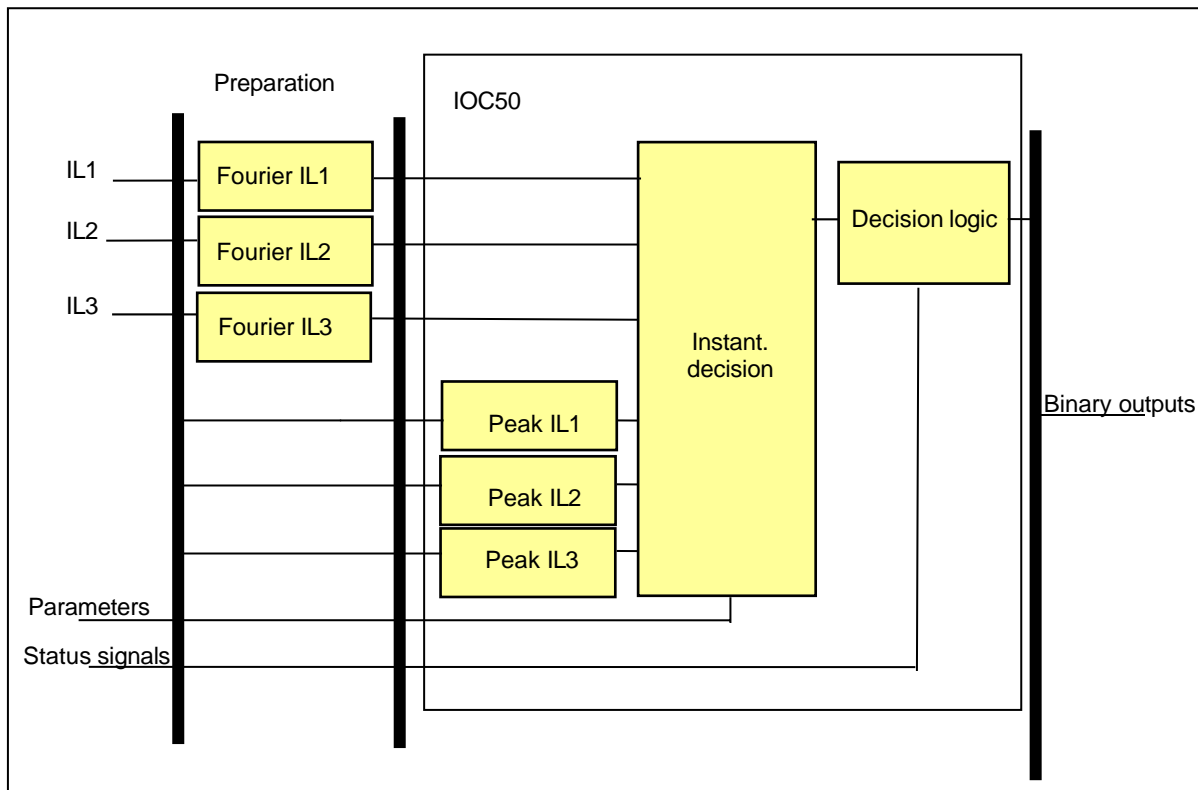 Preparation
IOC50
IL1
Fourier IL1
IL2
Fourier IL2
IL3
Fourier IL3
Decision logic
Instant.
decision
Peak IL1
Peak IL2
Peak IL3
Binary outputs
Parameters
Status signals